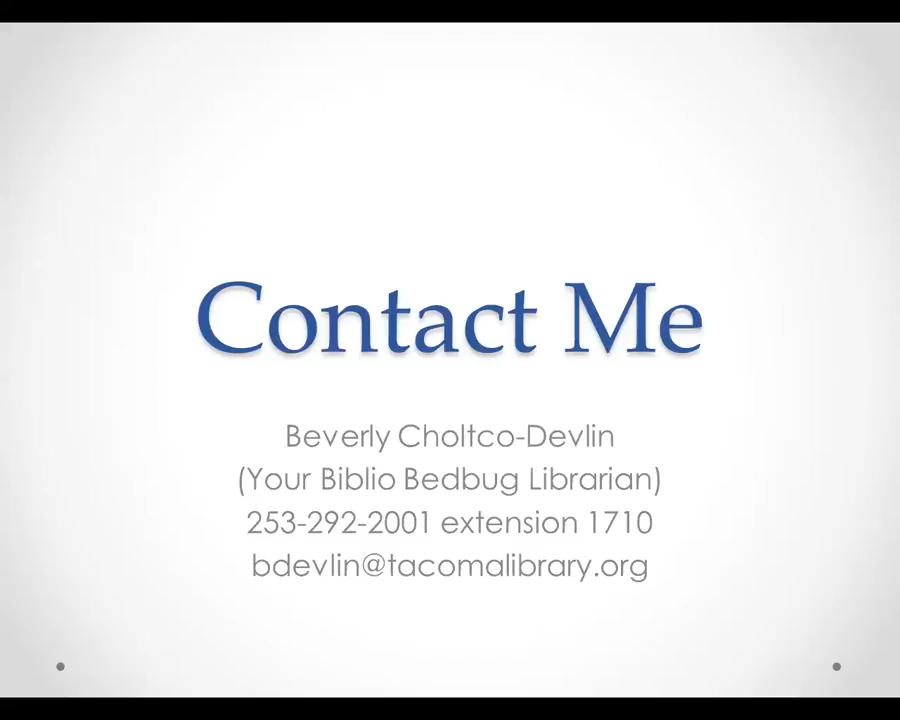 Contact Me
Beverly Choltco-Devlin
(Your Biblio Bedbug Librarian)
253-292-2001 extension 1710
bdevlin@tacomalibrary.org